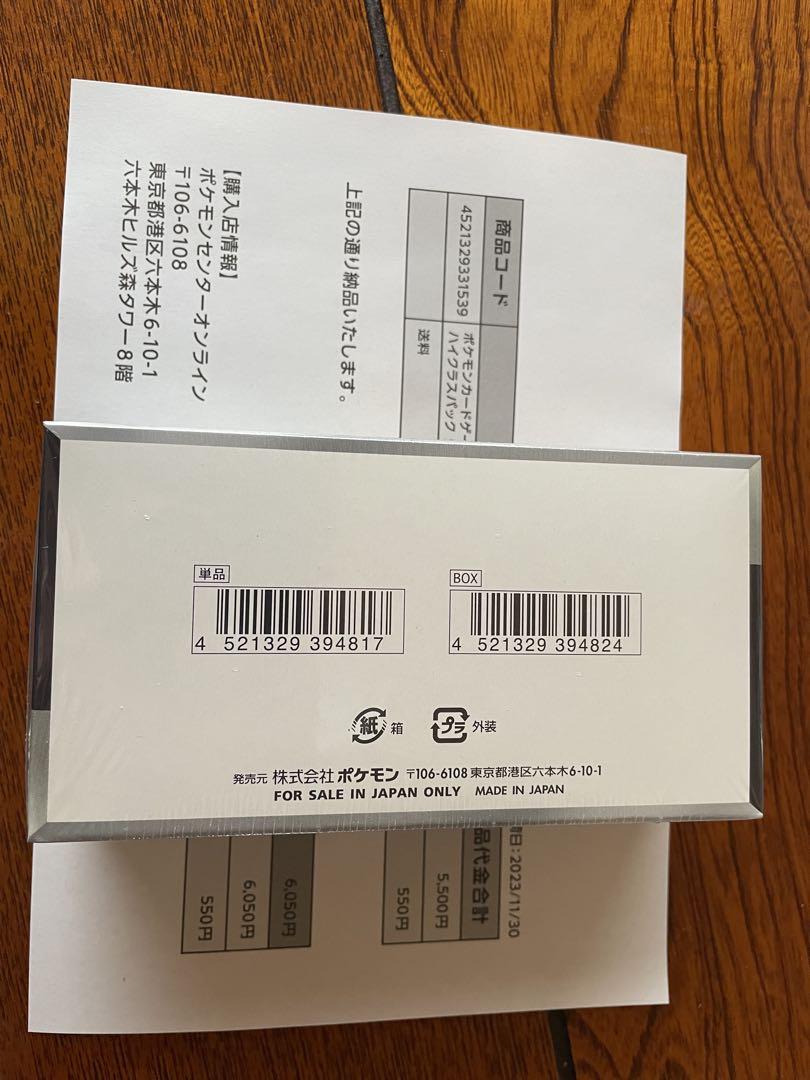 【購入店情報】
ポケモンセンターオンライン
〒106-6108
東京都港区六本木6-10-1
六本木ヒルズ森タワー8階
上記の通り納品いたします。
商品コード
4521329331539
ポケモンカードゲー
ハイクラスパック
送料
単品
4 521329 394817
BOX
4 521329 394824
紙 箱
プラ 外装
発売元 株式会社ポケモン 〒106-6108 東京都港区六本木6-10-1
FOR SALE IN JAPAN ONLY MADE IN JAPAN
日:2023/11/30
品代金合計
5,500円
550円
6,050円
6,050円
550円